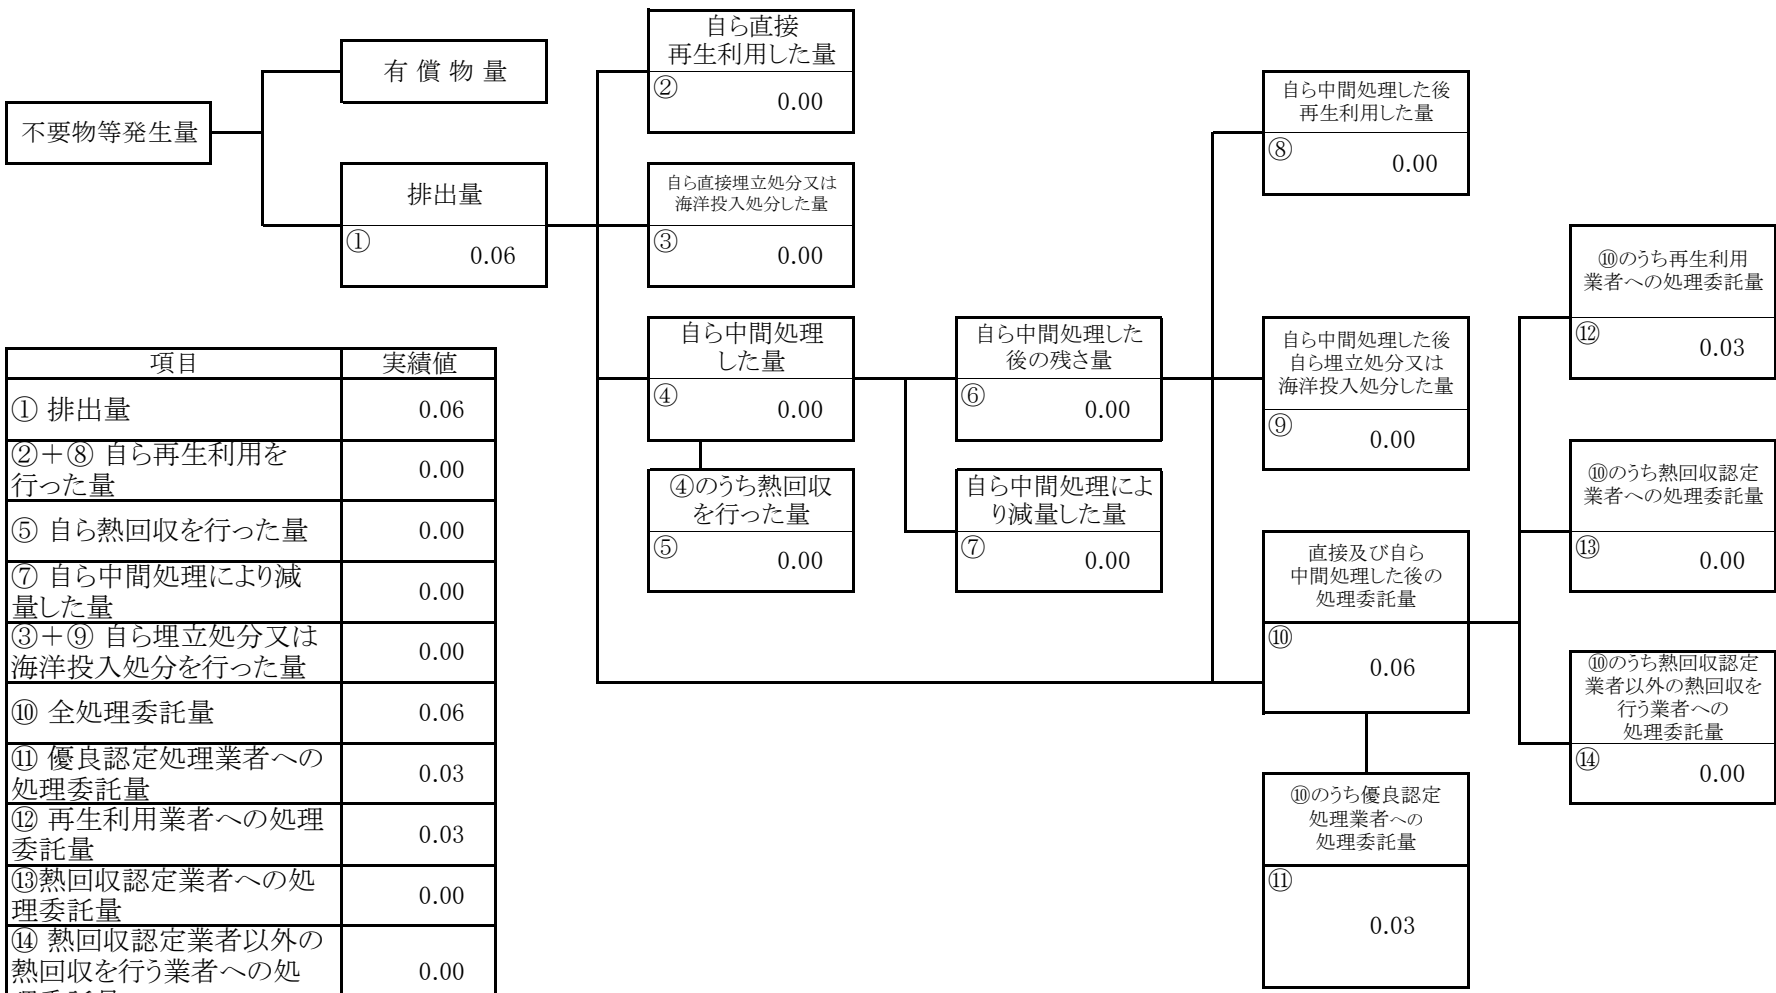 不要物等発生量
有償物量
排出量
①
0.06
自ら直接
再生利用した量
②
0.00
自ら直接埋立処分又は
海洋投入処分した量
③
0.00
自ら中間処理
した量
④
0.00
④のうち熱回収
を行った量
⑤
0.00
自ら中間処理した
後の残さ量
⑥
0.00
自ら中間処理によ
り減量した量
⑦
0.00
自ら中間処理した後
再生利用した量
⑧
0.00
自ら中間処理した後
自ら埋立処分又は
海洋投入処分した量
⑨
0.00
直接及び自ら
中間処理した後の
処理委託量
⑩
0.06
⑩のうち優良認定
処理業者への
処理委託量
⑪
0.03
⑩のうち再生利用
業者への処理委託量
⑫
0.03
⑩のうち熱回収認定
業者への処理委託量
⑬
0.00
⑩のうち熱回収認定
業者以外の熱回収を
行う業者への
処理委託量
⑭
0.00
項目 実績値
① 排出量 0.06
②＋⑧ 自ら再生利用を
行った量 0.00
⑤ 自ら熱回収を行った量 0.00
⑦ 自ら中間処理により減
量した量 0.00
③＋⑨ 自ら埋立処分又は
海洋投入処分を行った量 0.00
⑩ 全処理委託量 0.06
⑪ 優良認定処理業者への
処理委託量 0.03
⑫ 再生利用業者への処理
委託量 0.03
⑬熱回収認定業者への処
理委託量 0.00
⑭ 熱回収認定業者以外の
熱回収を行う業者への処 0.00